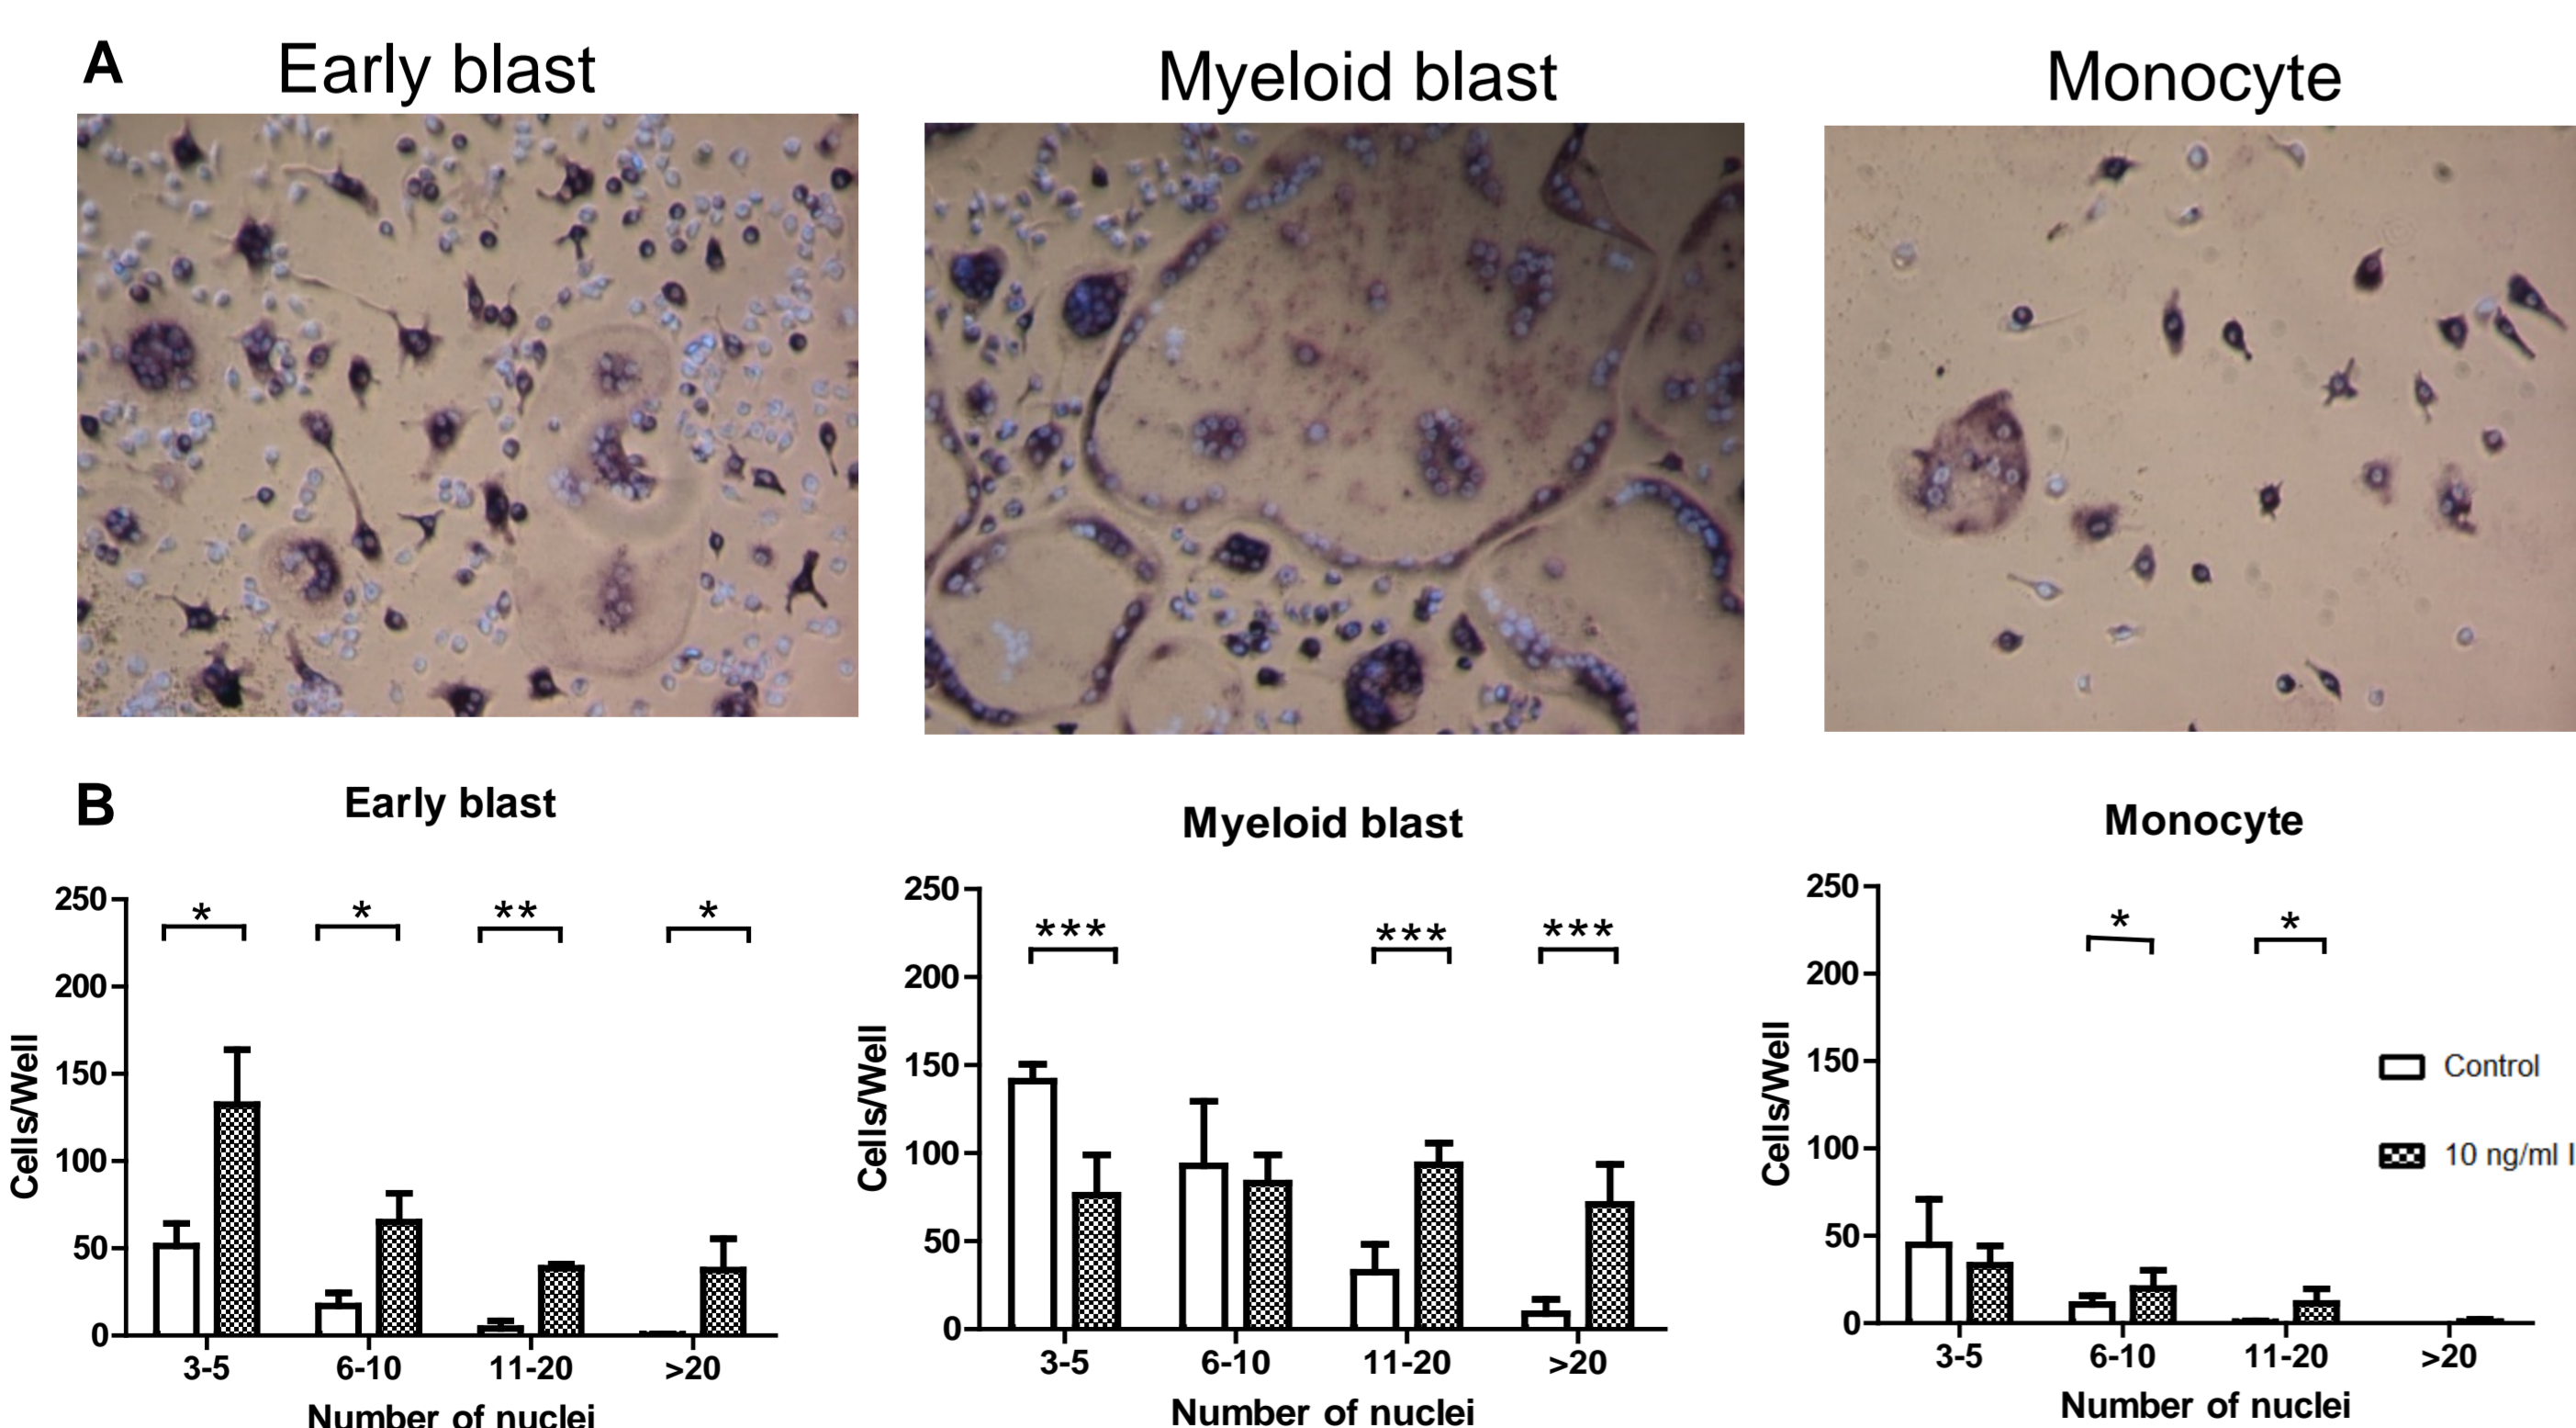 A
Early blast
Myeloid blast
Monocyte
B
Early blast
Myeloid blast
Monocyte
Cells/Well
250
200
150
100
50
0
* * ** *
3-5 6-10 11-20 >20
Number of nuclei
Cells/Well
250
200
150
100
50
0
*** *** ***
3-5 6-10 11-20 >20
Number of nuclei
Cells/Well
250
200
150
100
50
0
* *
3-5 6-10 11-20 >20
Number of nuclei
Control
10 ng/ml